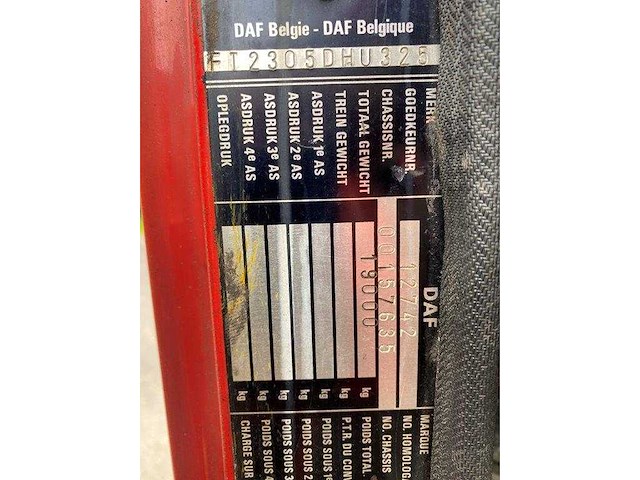 DAF Belgie - DAF Belgique
FT2305DHU325
MERK DAF MARQUE
GOEDKEURNR 12742 NO. HOMOLOG
CHASSISNR. 00157635 NO. CHASSIS
TOTAAL GEWICHT 19000 kg POIDS TOTAL
TREIN GEWICHT kg P.T.R. DU CONV
ASDRUK 1e AS. kg POIDS SOUS 1e
ASDRUK 2e AS kg POIDS SOUS 2
ASDRUK 3e AS kg POIDS SOUS 3
ASDRUK 4e AS kg POIDS SOUS 4
OPLEGDRUK kg CHARGE SUR